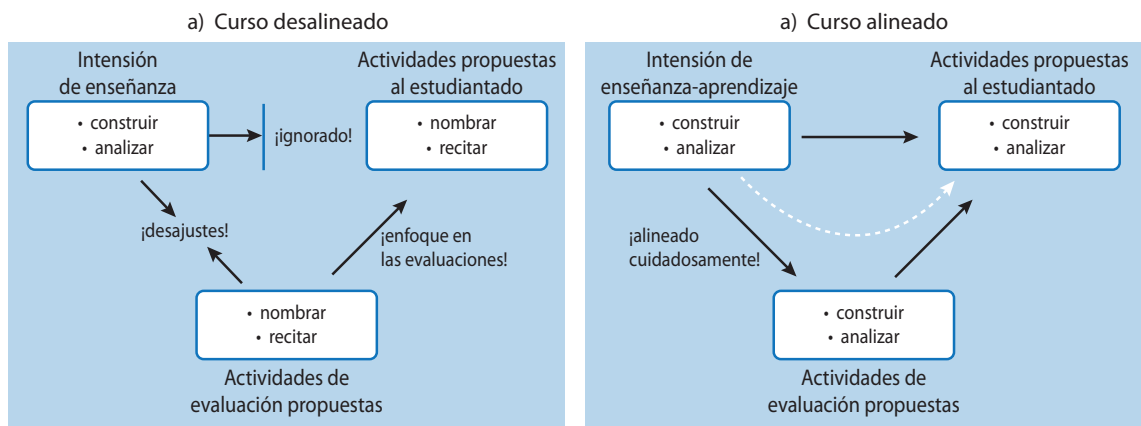 a) Curso desalineado
Intensión
de enseñanza
• construir
• analizar
¡ignorado!
Actividades propuestas
al estudiantado
• nombrar
• recitar
¡desajustes!
¡enfoque en
las evaluaciones!
• nombrar
• recitar
Actividades de
evaluación propuestas
a) Curso alineado
Intensión de
enseñanza-aprendizaje
• construir
• analizar
Actividades propuestas
al estudiantado
• construir
• analizar
¡alineado
cuidadosamente!
• construir
• analizar
Actividades de
evaluación propuestas